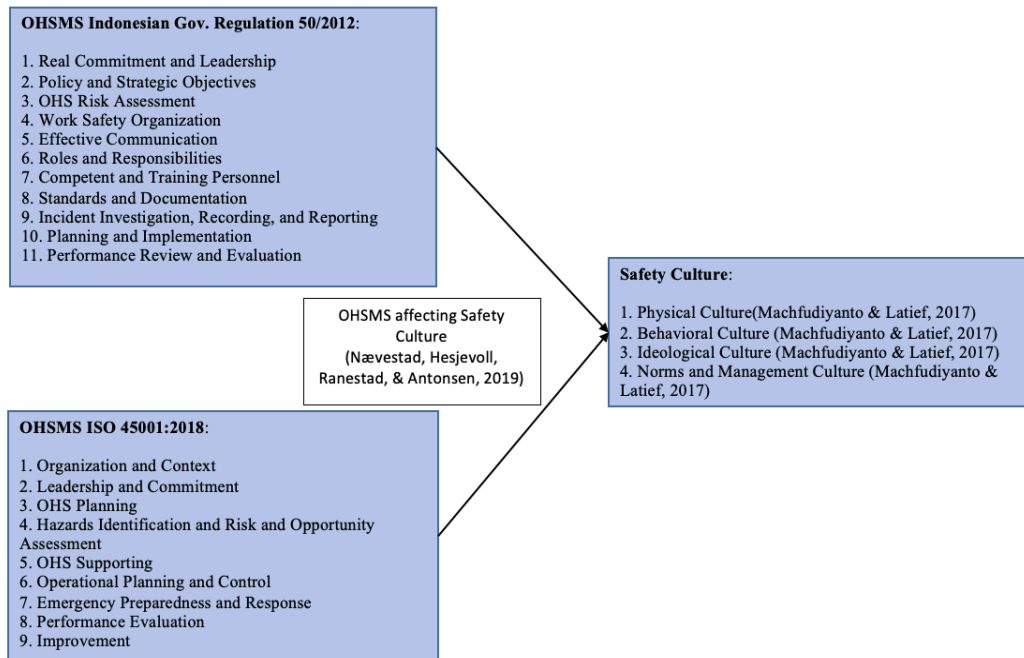 OHSMS Indonesian Gov. Regulation 50/2012:
1. Real Commitment and Leadership
2. Policy and Strategic Objectives
3. OHS Risk Assessment
4. Work Safety Organization
5. Effective Communication
6. Roles and Responsibilities
7. Competent and Training Personnel
8. Standards and Documentation
9. Incident Investigation, Recording, and Reporting
10. Planning and Implementation
11. Performance Review and Evaluation
OHSMS affecting Safety
Culture
(Nævestad, Hesjevoll,
Ranestad, & Antonsen, 2019)
Safety Culture:
1. Physical Culture(Machfudiyanto & Latief, 2017)
2. Behavioral Culture (Machfudiyanto & Latief, 2017)
3. Ideological Culture (Machfudiyanto & Latief, 2017)
4. Norms and Management Culture (Machfudiyanto &
Latief, 2017)
OHSMS ISO 45001:2018:
1. Organization and Context
2. Leadership and Commitment
3. OHS Planning
4. Hazards Identification and Risk and Opportunity
Assessment
5. OHS Supporting
6. Operational Planning and Control
7. Emergency Preparedness and Response
8. Performance Evaluation
9. Improvement